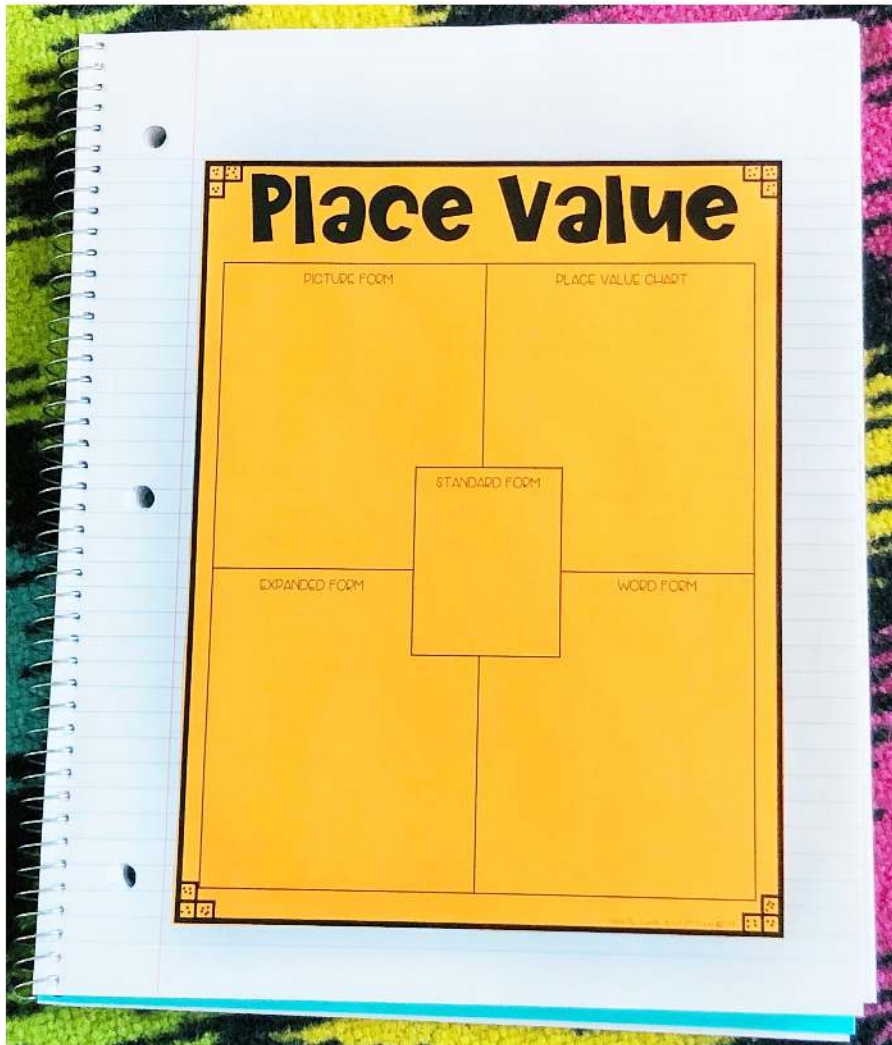 Place Value
PICTURE FORM
PLACE VALUE CHART
STANDARD FORM
EXPANDED FORM
WORD FORM